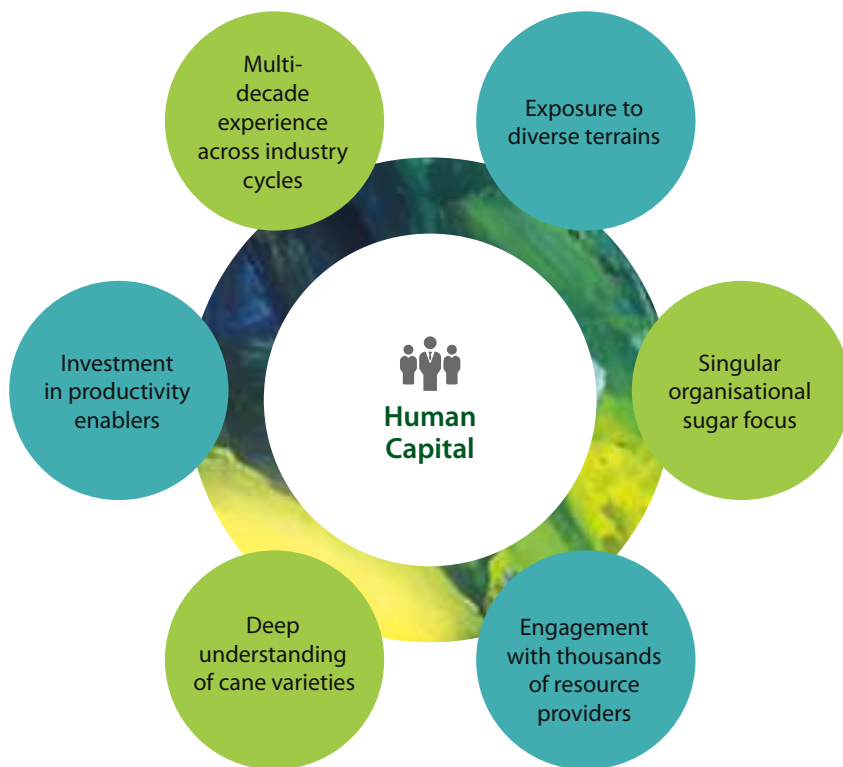 Multi-
decade
experience
across industry
cycles
Exposure to
diverse terrains
Investment
in productivity
enablers
Human
Capital
Singular
organisational
sugar focus
Deep
understanding
of cane varieties
Engagement
with thousands
of resource
providers